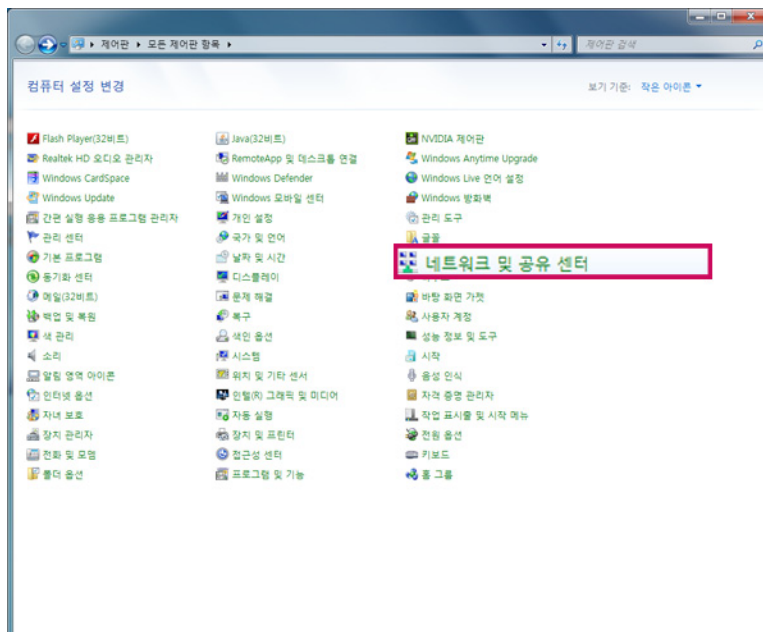 제어판 ▸ 모든 제어판 항목 ▸
제어판 검색
컴퓨터 설정 변경
보기 기준: 작은 아이콘
Flash Player(32비트)
Java(32비트)
NVIDIA 제어판
Realtek HD 오디오 관리자
RemoteApp 및 데스크톱 연결
Windows Anytime Upgrade
Windows CardSpace
Windows Defender
Windows Live 언어 설정
Windows Update
Windows 모바일 센터
Windows 방화벽
간편 실행 응용 프로그램 관리자
개인 설정
관리 도구
관리 센터
국가 및 언어
글꼴
기본 프로그램
날짜 및 시간
네트워크 및 공유 센터
동기화 센터
디스플레이
메일(32비트)
문제 해결
바탕 화면 가젯
백업 및 복원
복구
사용자 계정
색 관리
색인 옵션
성능 정보 및 도구
소리
시스템
시작
알림 영역 아이콘
위치 및 기타 센서
음성 인식
인터넷 옵션
인텔(R) 그래픽 및 미디어
자격 증명 관리자
자녀 보호
자동 실행
작업 표시줄 및 시작 메뉴
장치 관리자
장치 및 프린터
전원 옵션
전화 및 모뎀
접근성 센터
키보드
폴더 옵션
프로그램 및 기능
홈 그룹